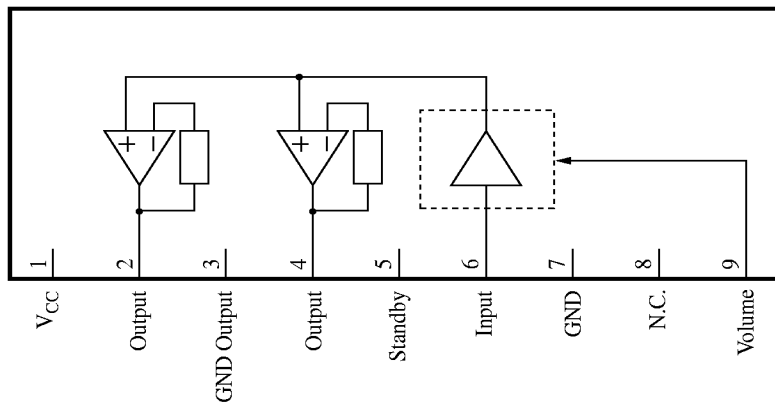 + −
+ −
1 2 3 4 5 6 7 8 9
VCC
Output
GND Output
Output
Standby
Input
GND
N.C.
Volume